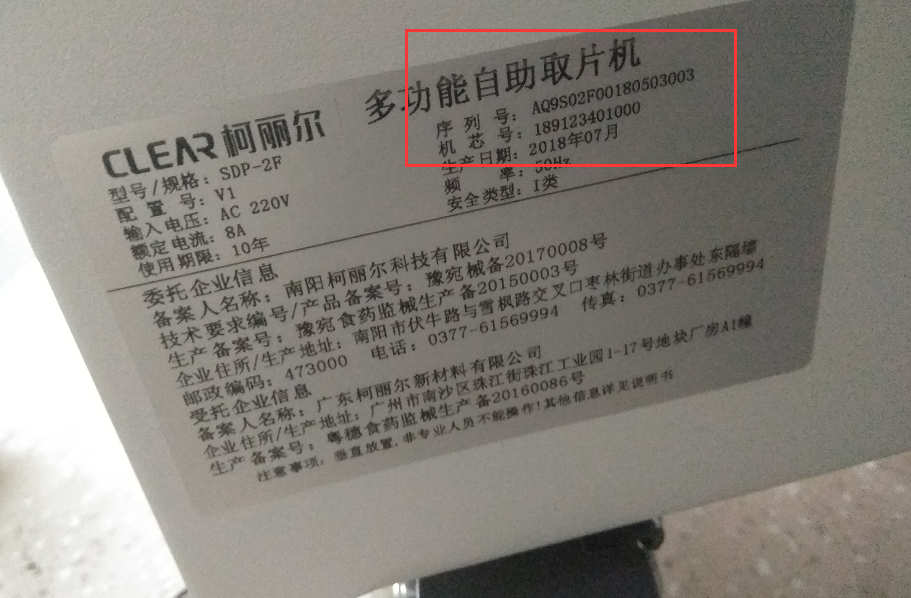 CLEAR 柯丽尔
多功能自助取片机
型号/规格：SDP-2F
配置号：V1
输入电压：AC 220V
额定电流：8A
使用期限：10年
序列号：AQ9S02F00180503003
机芯号：189123401000
生产日期：2018年07月
频率：50Hz
安全类型：I类
委托企业信息
备案人名称：南阳柯丽尔科技有限公司
技术要求编号/产品备案号：豫宛械备20170008号
生产备案号：豫宛食药监械生产备20150003号
企业住所/生产地址：南阳市伏牛路与雪枫路交叉口枣林街道办事处东隔墙
邮政编码：473000 电话：0377-61569994 传真：0377-61569994
受托企业信息
备案人名称：广东柯丽尔新材料有限公司
企业住所/生产地址：广州市南沙区珠江街珠江工业园1-17号地块厂房A1幢
生产备案号：粤穗食药监械生产备20160086号
注意事项：垂直放置，非专业人员不能操作!其他信息详见说明书